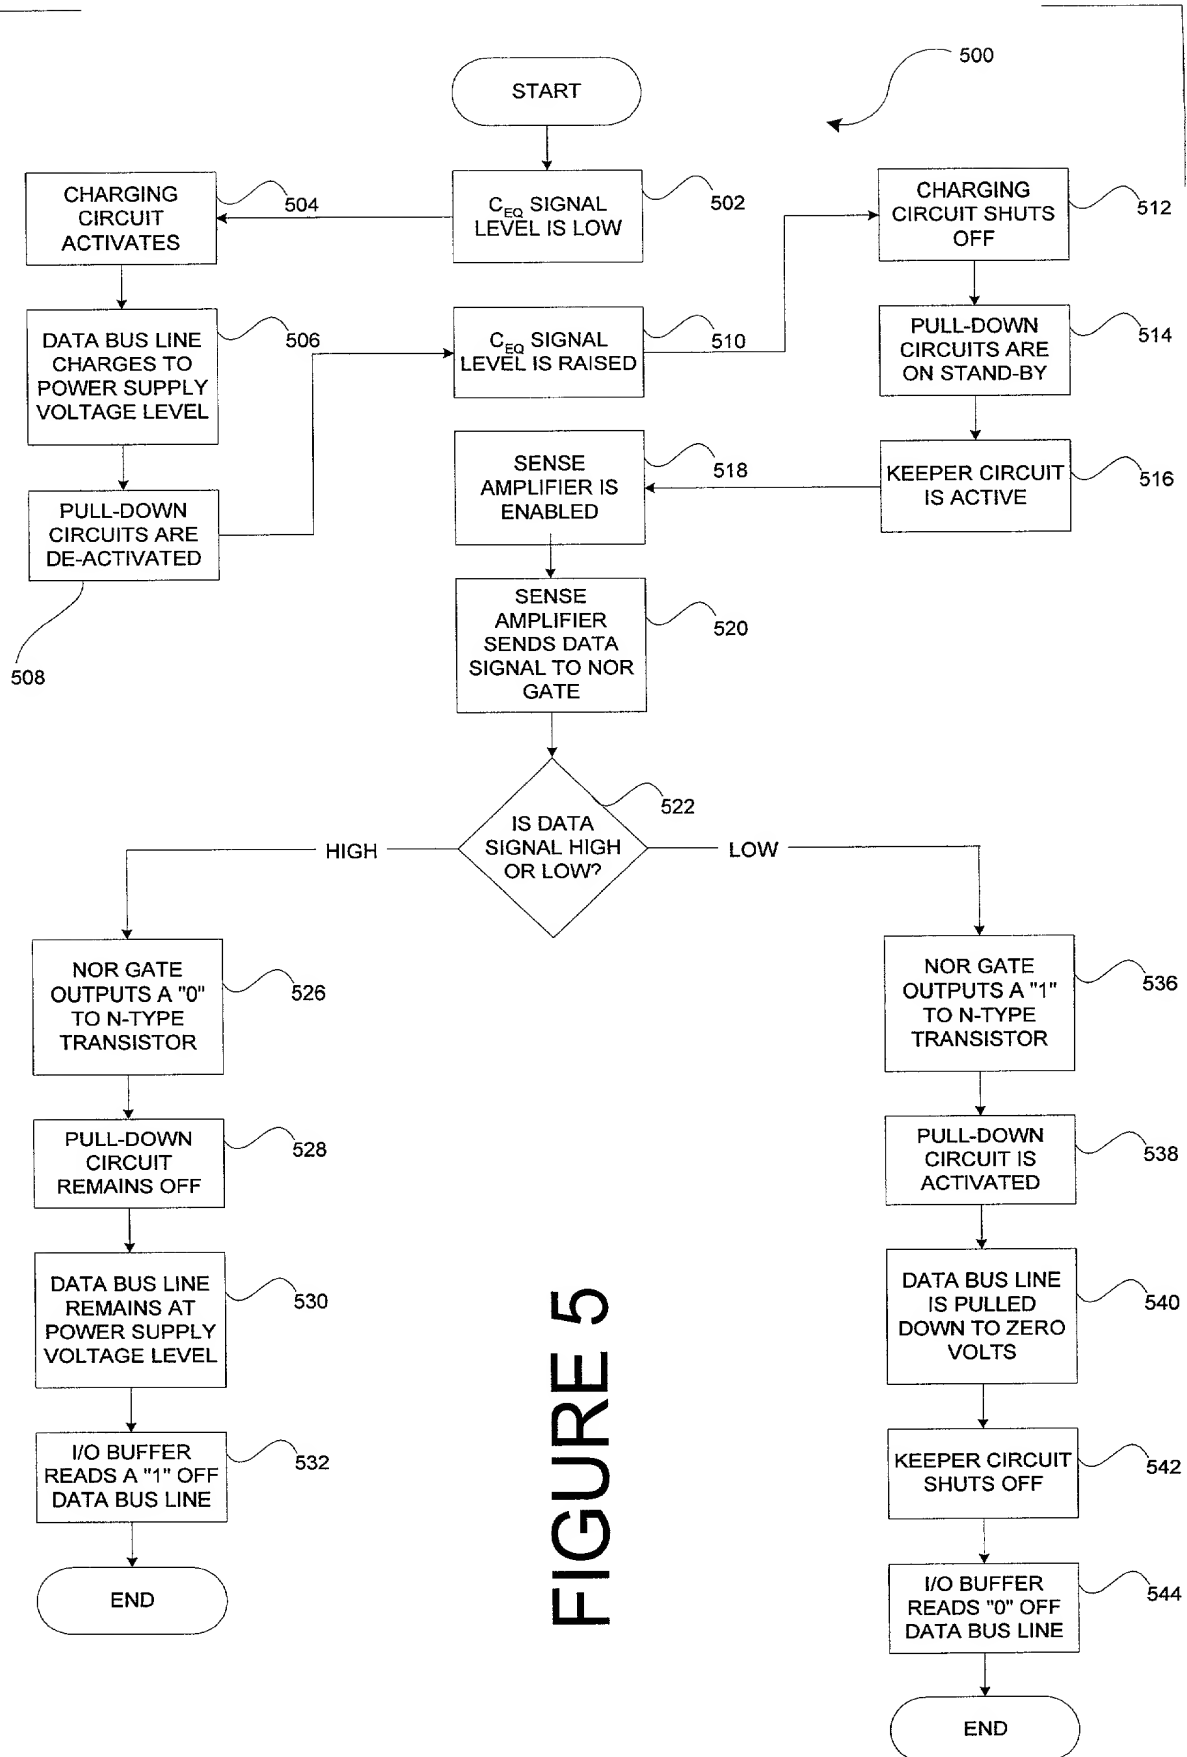 500
START
C_EQ SIGNAL
LEVEL IS LOW
502
CHARGING
CIRCUIT
ACTIVATES
504
DATA BUS LINE
CHARGES TO
POWER SUPPLY
VOLTAGE LEVEL
506
PULL-DOWN
CIRCUITS ARE
DE-ACTIVATED
508
C_EQ SIGNAL
LEVEL IS RAISED
510
CHARGING
CIRCUIT SHUTS
OFF
512
PULL-DOWN
CIRCUITS ARE
ON STAND-BY
514
KEEPER CIRCUIT
IS ACTIVE
516
SENSE
AMPLIFIER IS
ENABLED
518
SENSE
AMPLIFIER
SENDS DATA
SIGNAL TO NOR
GATE
520
IS DATA
SIGNAL HIGH
OR LOW?
522
HIGH
LOW
NOR GATE
OUTPUTS A "0"
TO N-TYPE
TRANSISTOR
526
PULL-DOWN
CIRCUIT
REMAINS OFF
528
DATA BUS LINE
REMAINS AT
POWER SUPPLY
VOLTAGE LEVEL
530
I/O BUFFER
READS A "1" OFF
DATA BUS LINE
532
END
NOR GATE
OUTPUTS A "1"
TO N-TYPE
TRANSISTOR
536
PULL-DOWN
CIRCUIT IS
ACTIVATED
538
DATA BUS LINE
IS PULLED
DOWN TO ZERO
VOLTS
540
KEEPER CIRCUIT
SHUTS OFF
542
I/O BUFFER
READS "0" OFF
DATA BUS LINE
544
END
FIGURE 5